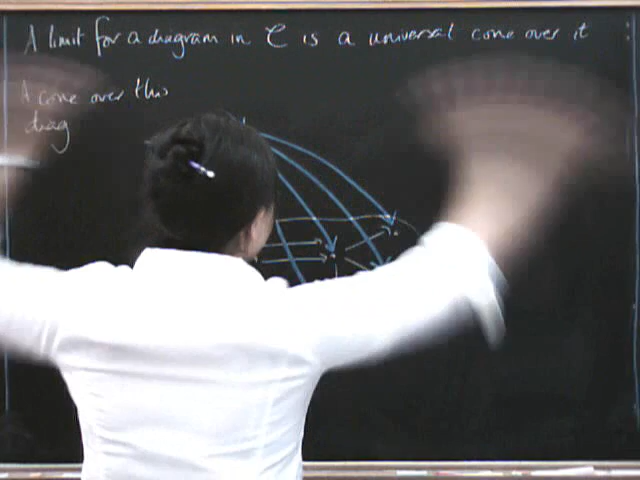 A limit for a diagram in C is a universal cone over it
A cone over this
diag